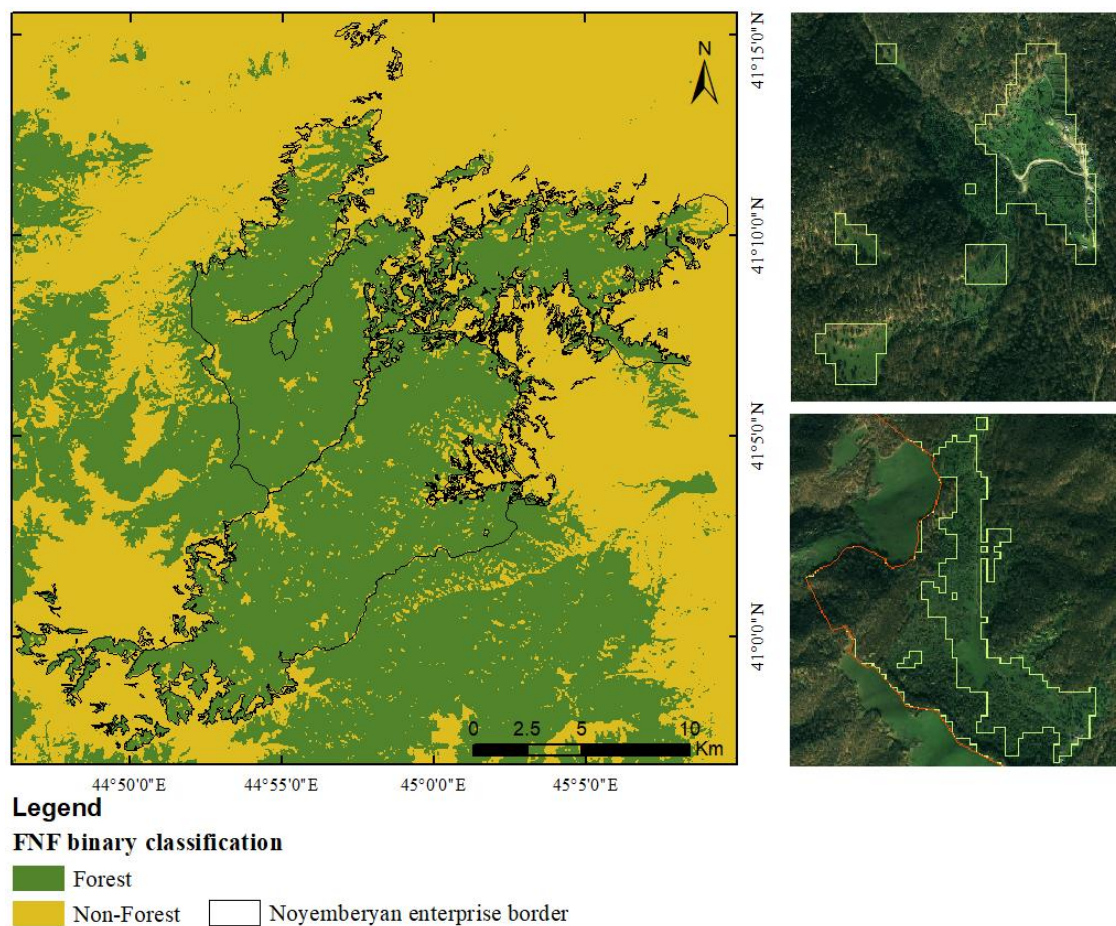 N
41°15'0"N
41°10'0"N
41°5'0"N
41°0'0"N
0 2.5 5 10
Km
44°50'0"E 44°55'0"E 45°0'0"E 45°5'0"E
Legend
FNF binary classification
Forest
Non-Forest Noyemberyan enterprise border